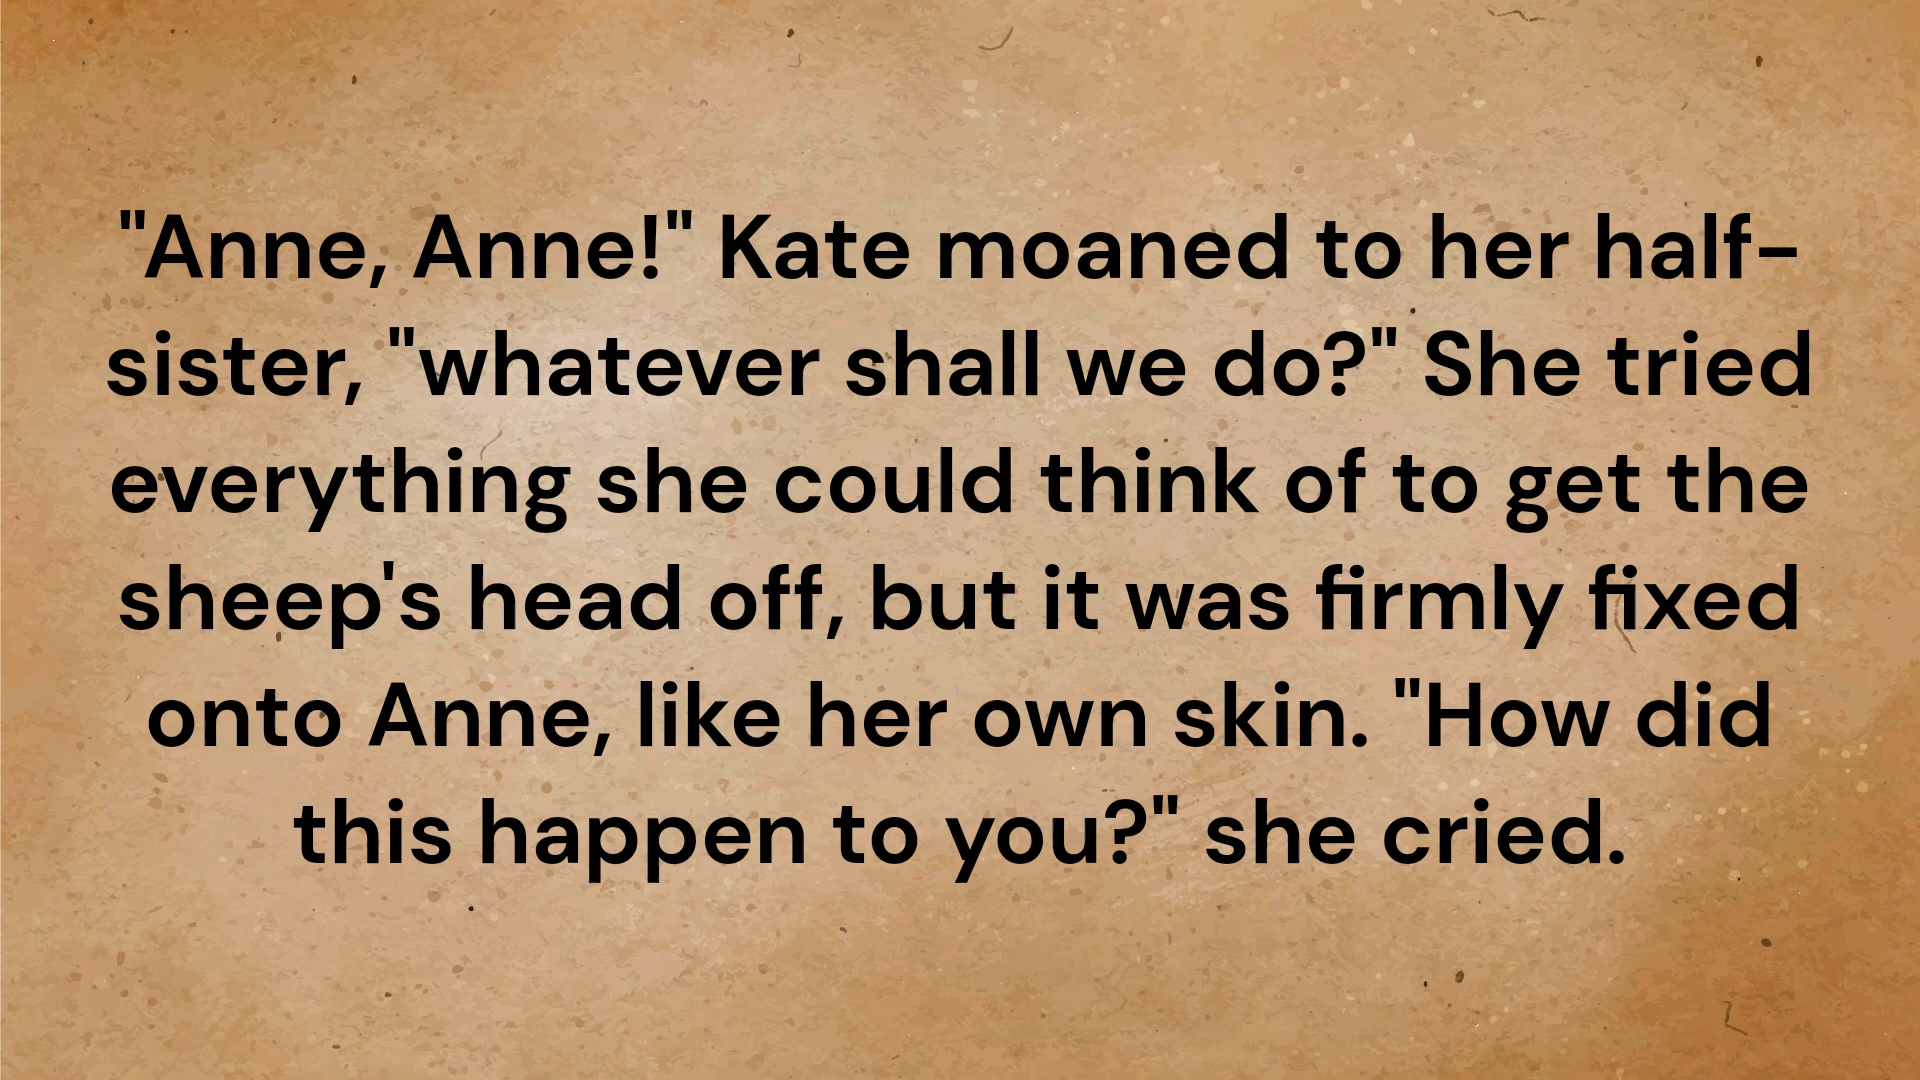 "Anne, Anne!" Kate moaned to her half-
sister, "whatever shall we do?" She tried
everything she could think of to get the
sheep's head off, but it was firmly fixed
onto Anne, like her own skin. "How did
this happen to you?" she cried.